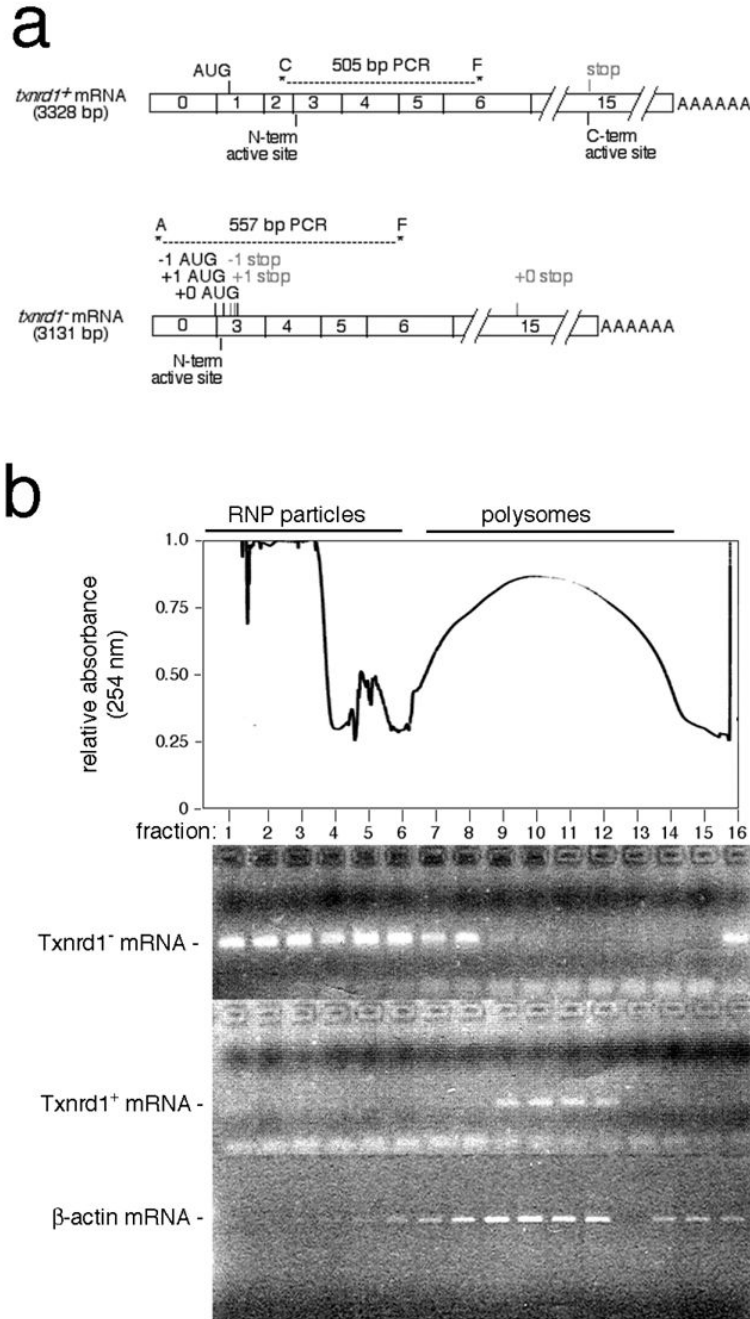 a
C 505 bp PCR F
AUG stop
txnrd1+ mRNA
(3328 bp)
0 1 2 3 4 5 6 15 AAAAAA
N-term
active site
C-term
active site
A 557 bp PCR F
-1 AUG -1 stop
+1 AUG +1 stop
+0 AUG +0 stop
txnrd1- mRNA
(3131 bp)
0 3 4 5 6 15 AAAAAA
N-term
active site
b
RNP particles polysomes
relative absorbance
(254 nm)
1.0
0.75
0.50
0.25
0
fraction: 1 2 3 4 5 6 7 8 9 10 11 12 13 14 15 16
Txnrd1- mRNA -
Txnrd1+ mRNA -
β-actin mRNA -